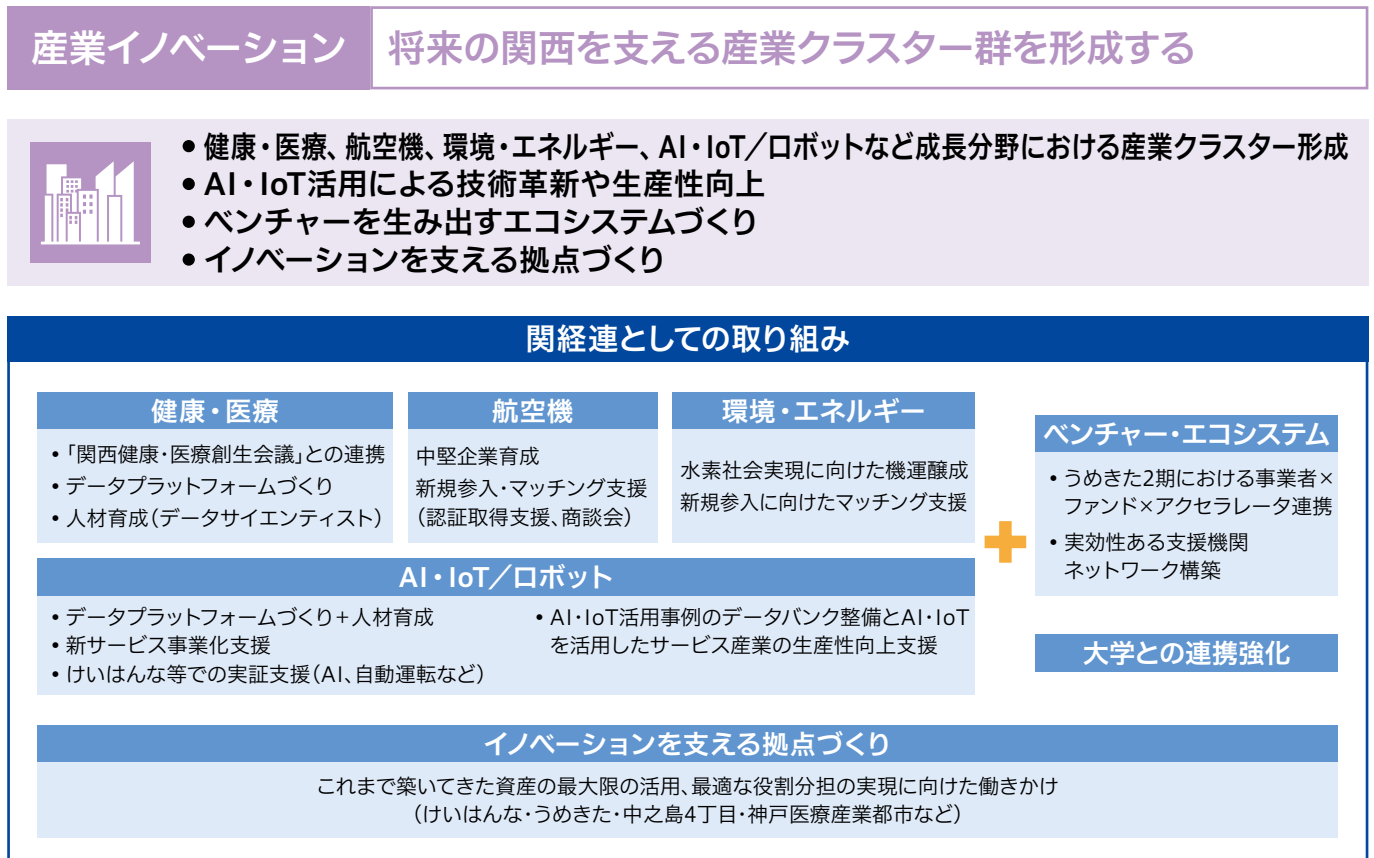 産業イノベーション
将来の関西を支える産業クラスター群を形成する
• 健康・医療、航空機、環境・エネルギー、AI・IoT／ロボットなど成長分野における産業クラスター形成
• AI・IoT活用による技術革新や生産性向上
• ベンチャーを生み出すエコシステムづくり
• イノベーションを支える拠点づくり
関経連としての取り組み
健康・医療
• 「関西健康・医療創生会議」との連携
• データプラットフォームづくり
• 人材育成（データサイエンティスト）
航空機
中堅企業育成
新規参入・マッチング支援
（認証取得支援、商談会）
環境・エネルギー
水素社会実現に向けた機運醸成
新規参入に向けたマッチング支援
AI・IoT／ロボット
• データプラットフォームづくり＋人材育成
• 新サービス事業化支援
• けいはんな等での実証支援（AI、自動運転など）
• AI・IoT活用事例のデータバンク整備とAI・IoT
を活用したサービス産業の生産性向上支援
ベンチャー・エコシステム
• うめきた2期における事業者×
ファンド×アクセラレータ連携
• 実効性ある支援機関
ネットワーク構築
大学との連携強化
イノベーションを支える拠点づくり
これまで築いてきた資産の最大限の活用、最適な役割分担の実現に向けた働きかけ
（けいはんな・うめきた・中之島4丁目・神戸医療産業都市など）